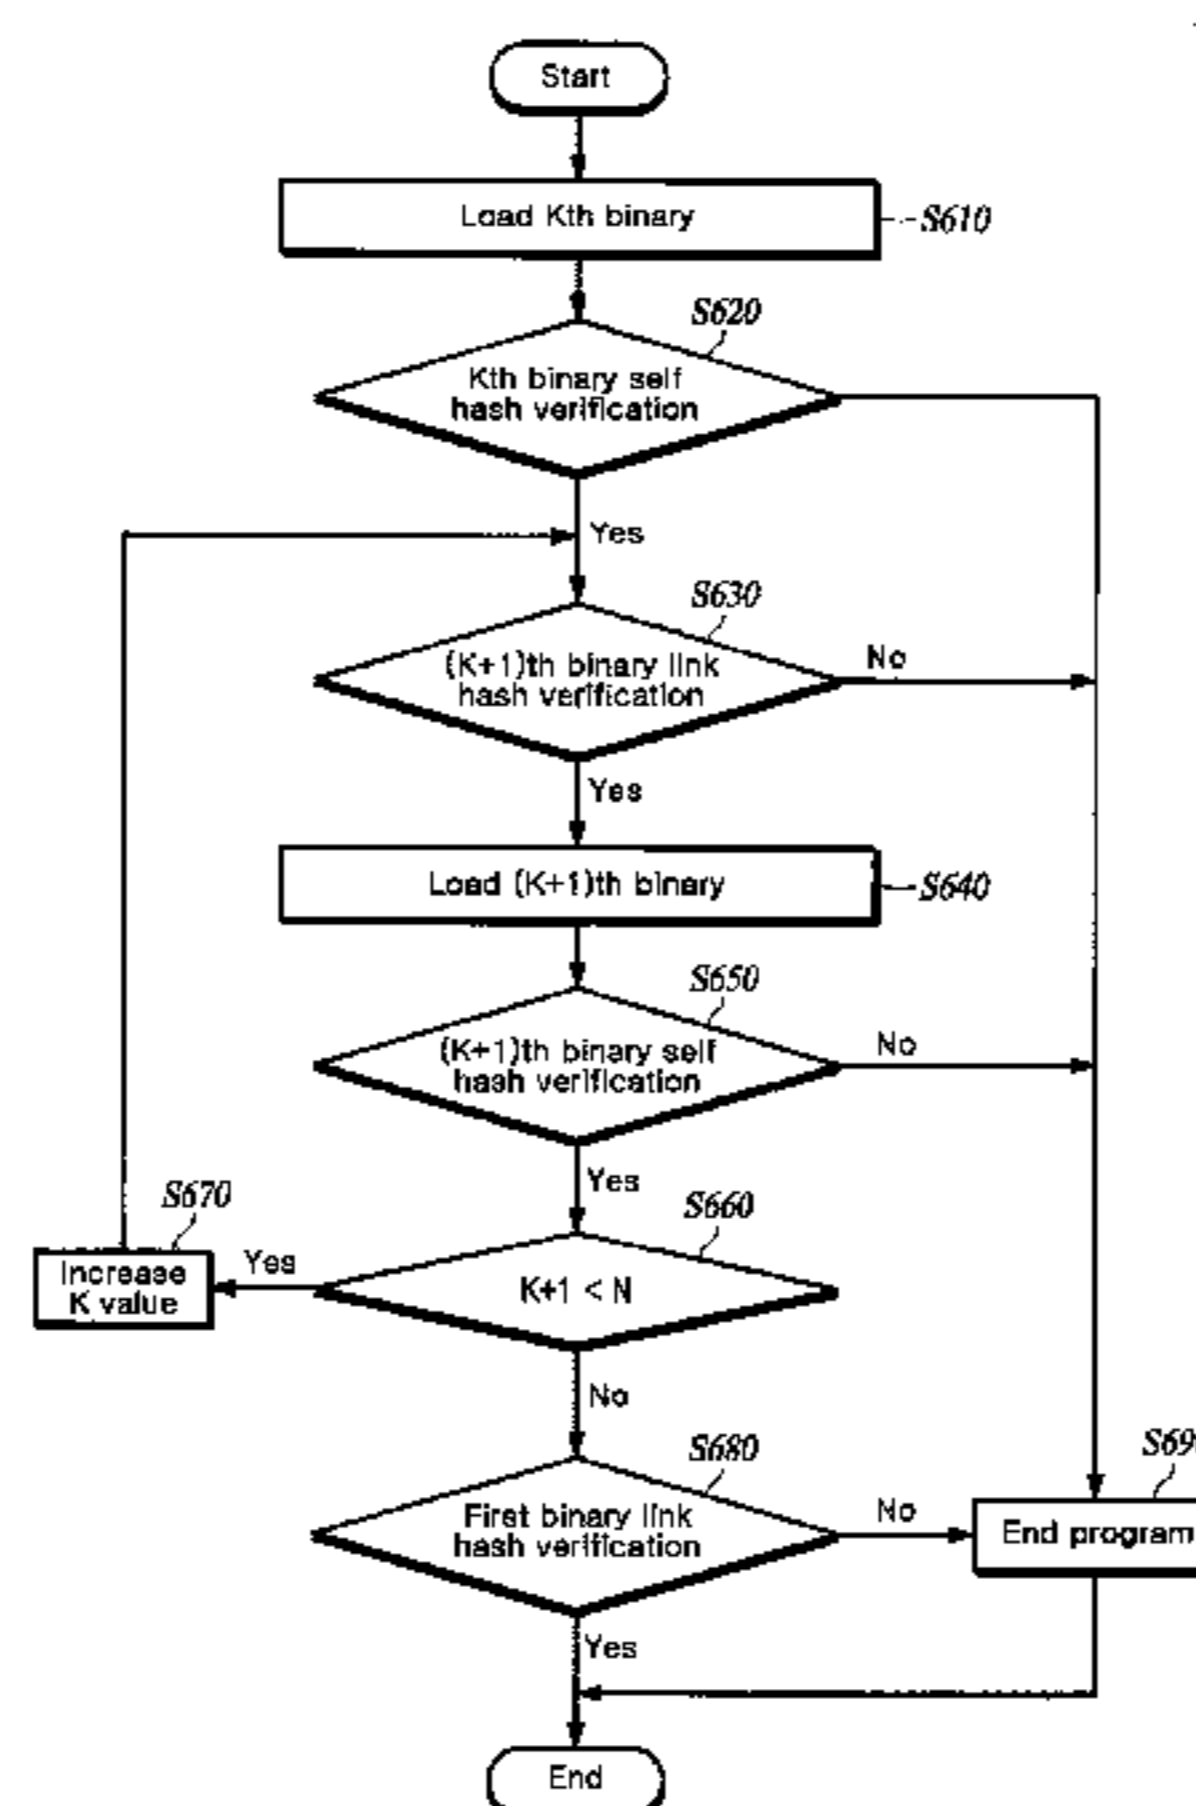 Start
Load Kth binary
S610
S620
Kth binary self
hash verification
Yes
S630
(K+1)th binary link
hash verification
No
Yes
Load (K+1)th binary
S640
S650
(K+1)th binary self
hash verification
No
Yes
S670
S660
Increase
K value
Yes
K+1 < N
No
S680
S69
First binary link
hash verification
No
End program
Yes
End